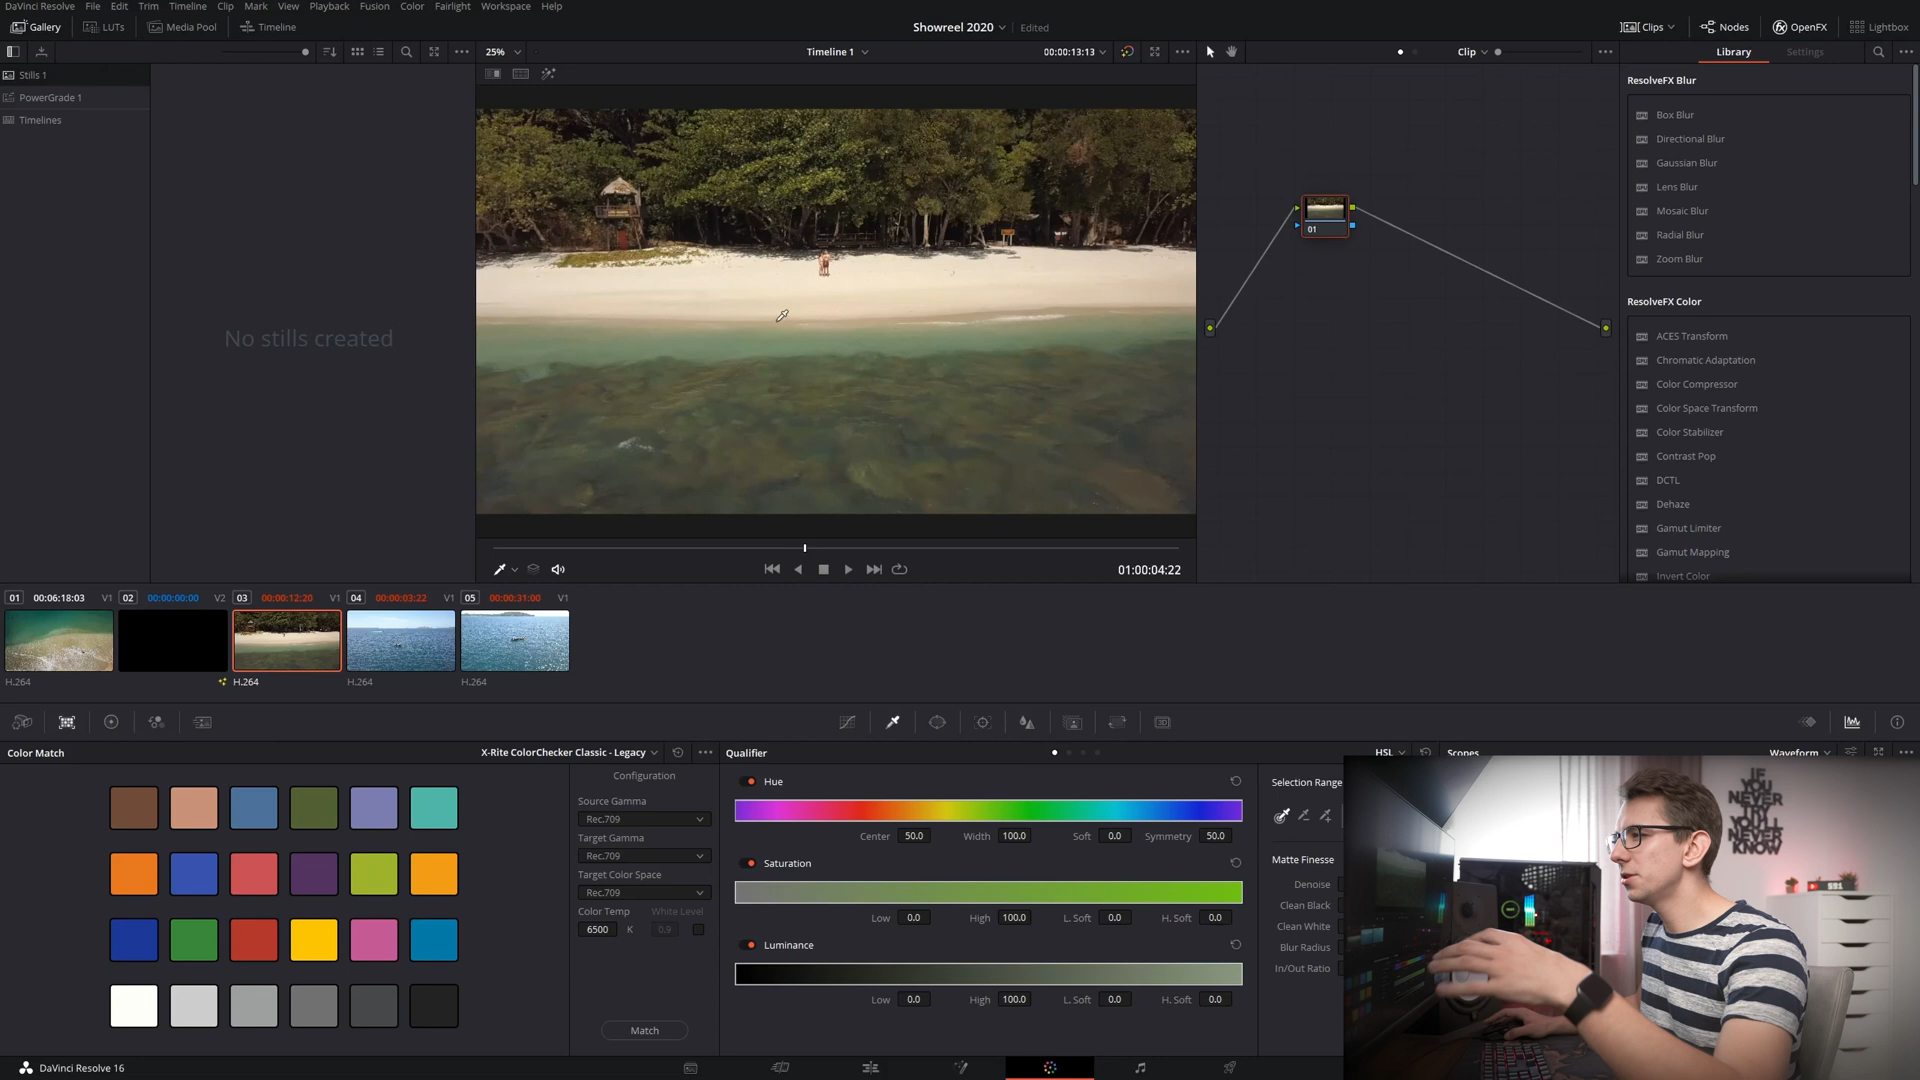 DaVinci Resolve File Edit Trim Timeline Clip Mark View Playback Fusion Color Fairlight Workspace Help
Gallery LUTs Media Pool Timeline Showreel 2020 Edited Clips Nodes OpenFX Lightbox
25% Timeline 1 00:00:13:13 Clip Library Settings
Stills 1
PowerGrade 1
Timelines
No stills created
01
ResolveFX Blur
Box Blur
Directional Blur
Gaussian Blur
Lens Blur
Mosaic Blur
Radial Blur
Zoom Blur
ResolveFX Color
ACES Transform
Chromatic Adaptation
Color Compressor
Color Space Transform
Color Stabilizer
Contrast Pop
DCTL
Dehaze
Gamut Limiter
Gamut Mapping
Invert Color
01:00:04:22
01 00:06:18:03 V1 02 00:00:00:00 V2 03 00:00:12:20 V1 04 00:00:03:22 V1 05 00:00:31:00 V1
H.264 H.264 H.264 H.264
Color Match X-Rite ColorChecker Classic - Legacy
Configuration
Source Gamma
Rec.709
Target Gamma
Rec.709
Target Color Space
Rec.709
Color Temp White Level
6500 K 0.9
Match
Qualifier HSL
Hue
Center 50.0 Width 100.0 Soft 0.0 Symmetry 50.0
Saturation
Low 0.0 High 100.0 L. Soft 0.0 H. Soft 0.0
Luminance
Low 0.0 High 100.0 L. Soft 0.0 H. Soft 0.0
Selection Range
Matte Finesse
Denoise
Clean Black
Clean White
Blur Radius
In/Out Ratio
Scopes Waveform
IF
YOU
NEVER
TRY
YOU'LL
NEVER
KNOW
591
DaVinci Resolve 16